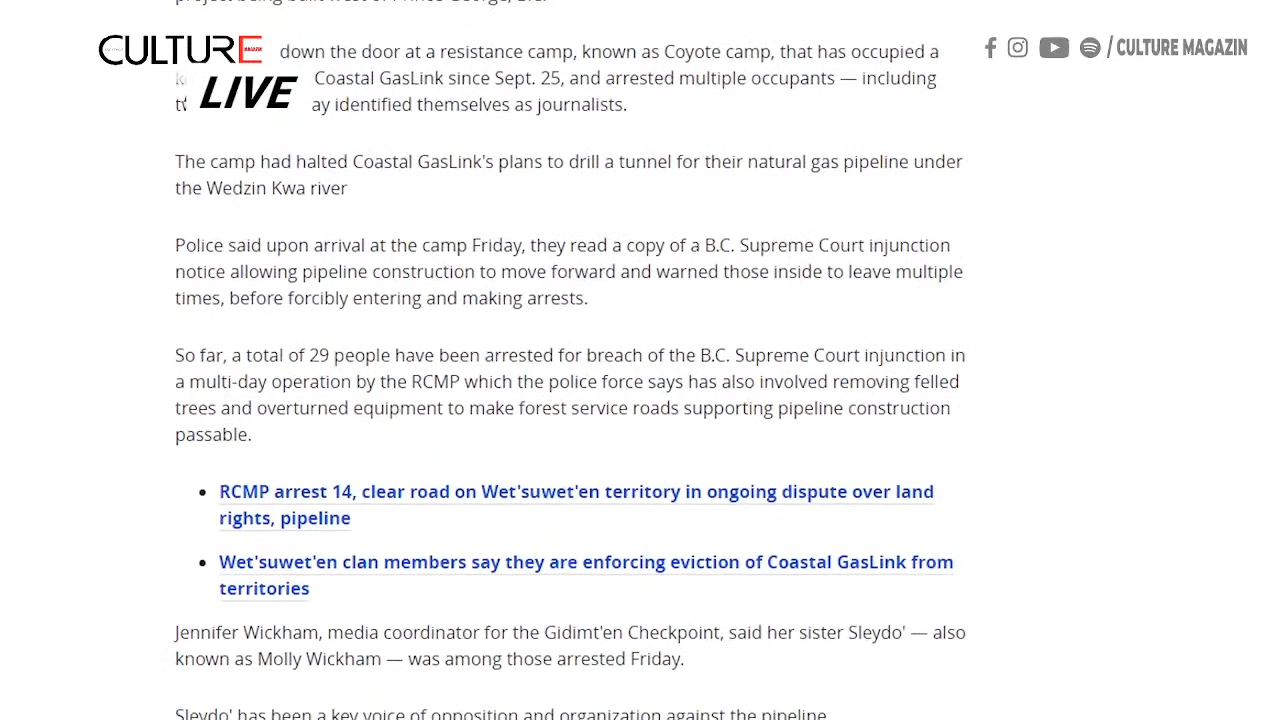 project being built west of Prince George, B.C.
CULTURE MAGAZIN
down the door at a resistance camp, known as Coyote camp, that has occupied a
/ CULTURE MAGAZIN
Coastal GasLink since Sept. 25, and arrested multiple occupants — including
LIVE
ay identified themselves as journalists.
The camp had halted Coastal GasLink's plans to drill a tunnel for their natural gas pipeline under
the Wedzin Kwa river
Police said upon arrival at the camp Friday, they read a copy of a B.C. Supreme Court injunction
notice allowing pipeline construction to move forward and warned those inside to leave multiple
times, before forcibly entering and making arrests.
So far, a total of 29 people have been arrested for breach of the B.C. Supreme Court injunction in
a multi-day operation by the RCMP which the police force says has also involved removing felled
trees and overturned equipment to make forest service roads supporting pipeline construction
passable.
• RCMP arrest 14, clear road on Wet'suwet'en territory in ongoing dispute over land
rights, pipeline
• Wet'suwet'en clan members say they are enforcing eviction of Coastal GasLink from
territories
Jennifer Wickham, media coordinator for the Gidimt'en Checkpoint, said her sister Sleydo' — also
known as Molly Wickham — was among those arrested Friday.
Sleydo' has been a key voice of opposition and organization against the pipeline